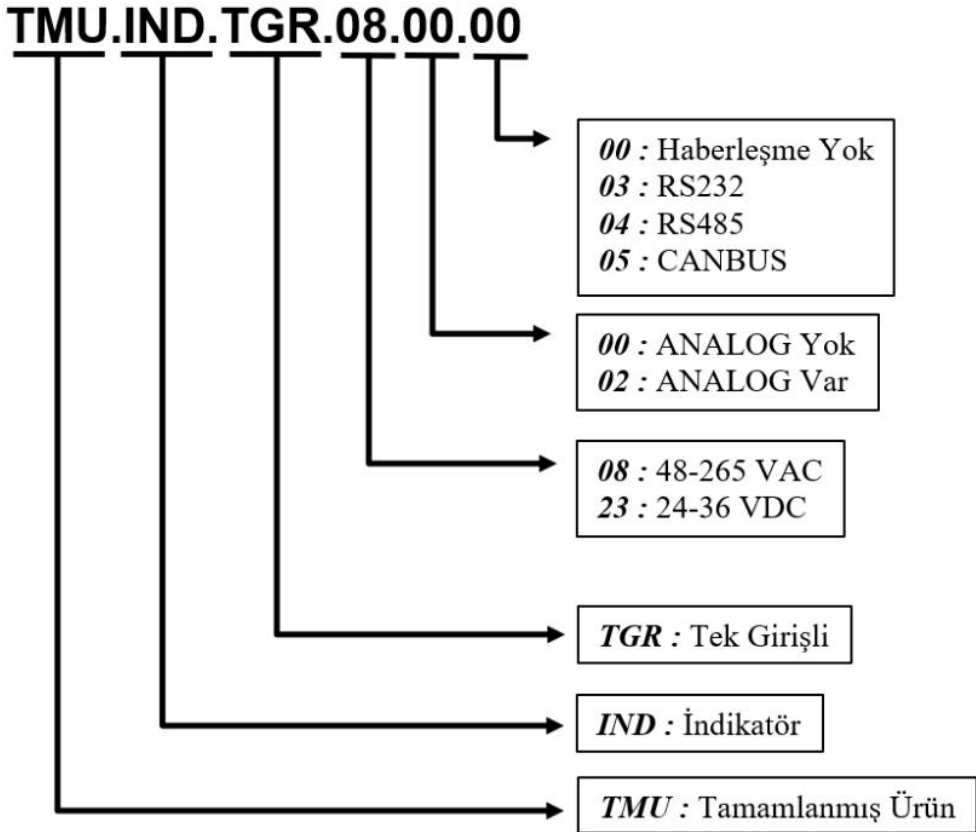 TMU.IND.TGR.08.00.00
00 : Haberleşme Yok
03 : RS232
04 : RS485
05 : CANBUS
00 : ANALOG Yok
02 : ANALOG Var
08 : 48-265 VAC
23 : 24-36 VDC
TGR : Tek Girişli
IND : İndikatör
TMU : Tamamlanmış Ürün